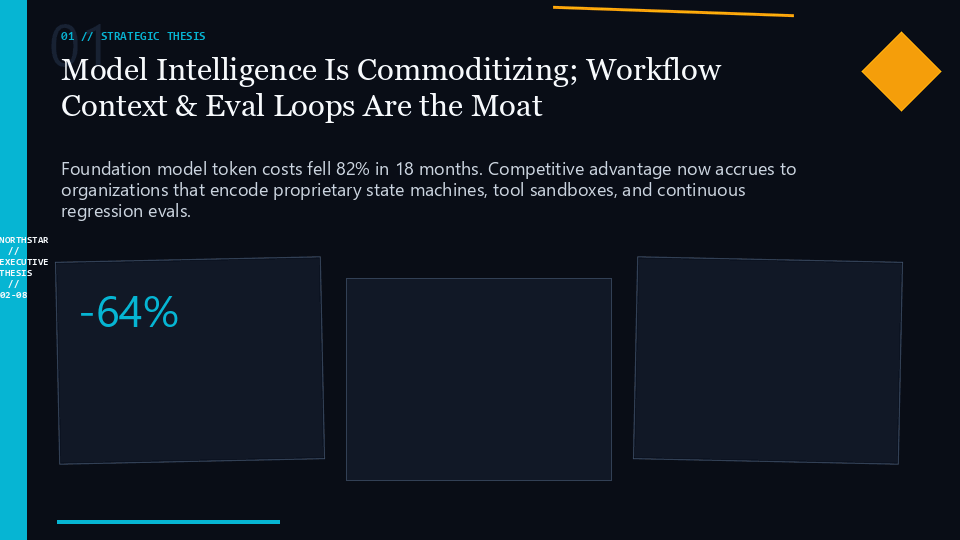 01
01 // STRATEGIC THESIS
Model Intelligence Is Commoditizing; Workflow
Context & Eval Loops Are the Moat
Foundation model token costs fell 82% in 18 months. Competitive advantage now accrues to
organizations that encode proprietary state machines, tool sandboxes, and continuous
regression evals.
NORTHSTAR
//
EXECUTIVE
THESIS
//
02-08
-64%